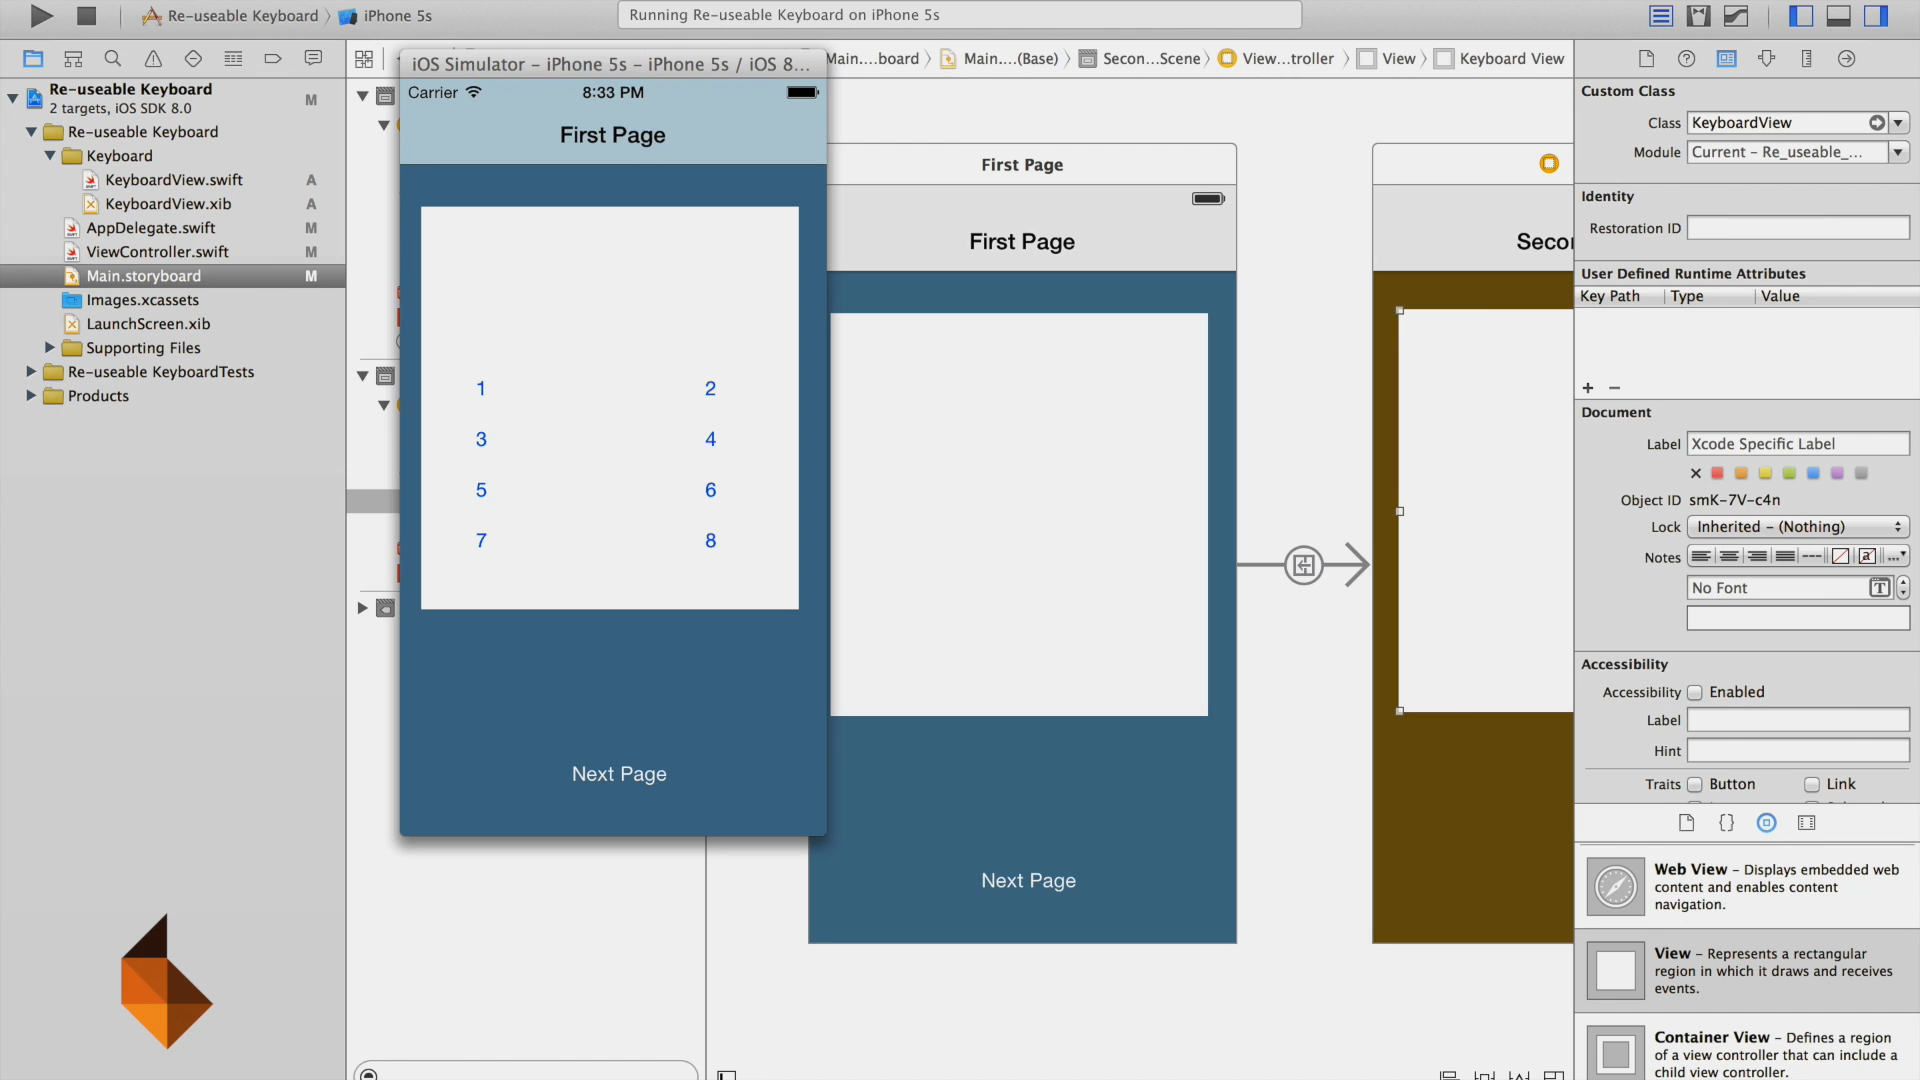 Re-useable Keyboard
iPhone 5s
Running Re-useable Keyboard on iPhone 5s
Re-useable Keyboard
M
2 targets, iOS SDK 8.0
Re-useable Keyboard
Keyboard
KeyboardView.swift A
KeyboardView.xib A
AppDelegate.swift M
ViewController.swift M
Main.storyboard M
Images.xcassets
LaunchScreen.xib
Supporting Files
Re-useable KeyboardTests
Products
iOS Simulator – iPhone 5s – iPhone 5s / iOS 8...
Carrier
8:33 PM
First Page
1 2
3 4
5 6
7 8
Next Page
Main....board
Main....(Base)
Secon...Scene
View...troller
View
Keyboard View
First Page
First Page
Next Page
Secon
Custom Class
Class KeyboardView
Module Current – Re_useable_...
Identity
Restoration ID
User Defined Runtime Attributes
Key Path Type Value
+ −
Document
Label Xcode Specific Label
Object ID smK-7V-c4n
Lock Inherited – (Nothing)
Notes
No Font
Accessibility
Accessibility Enabled
Label
Hint
Traits Button Link
Web View – Displays embedded web
content and enables content
navigation.
View – Represents a rectangular
region in which it draws and receives
events.
Container View – Defines a region
of a view controller that can include a
child view controller.